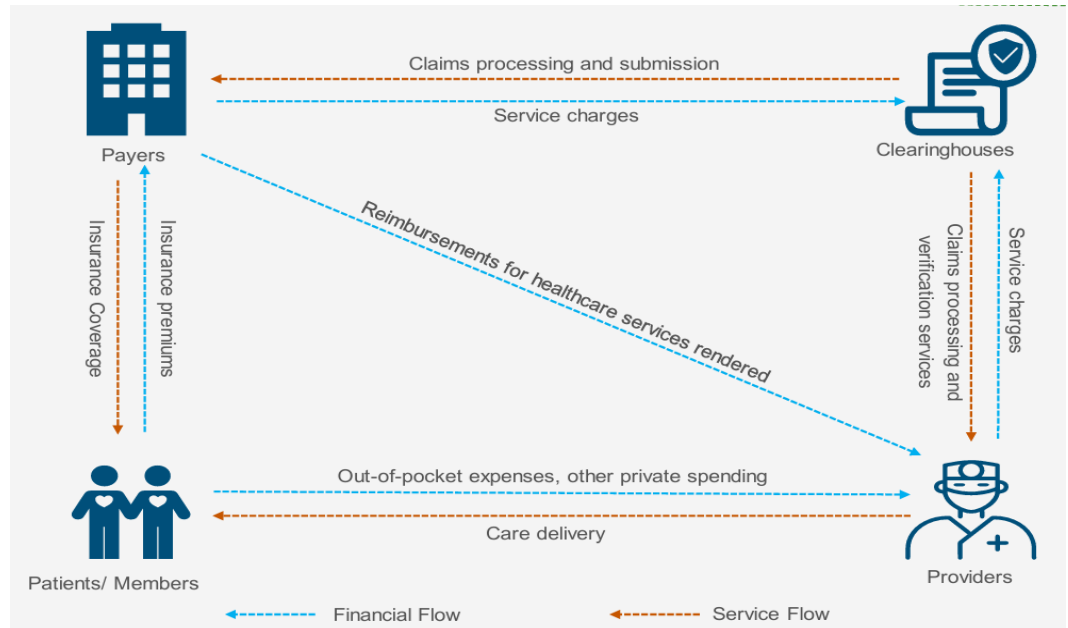 Claims processing and submission
Service charges
Payers
Clearinghouses
Reimbursements for healthcare services rendered
Insurance Coverage
Insurance premiums
Claims processing and
verification services
Service charges
Out-of-pocket expenses, other private spending
Care delivery
Patients/ Members
Providers
Financial Flow
Service Flow